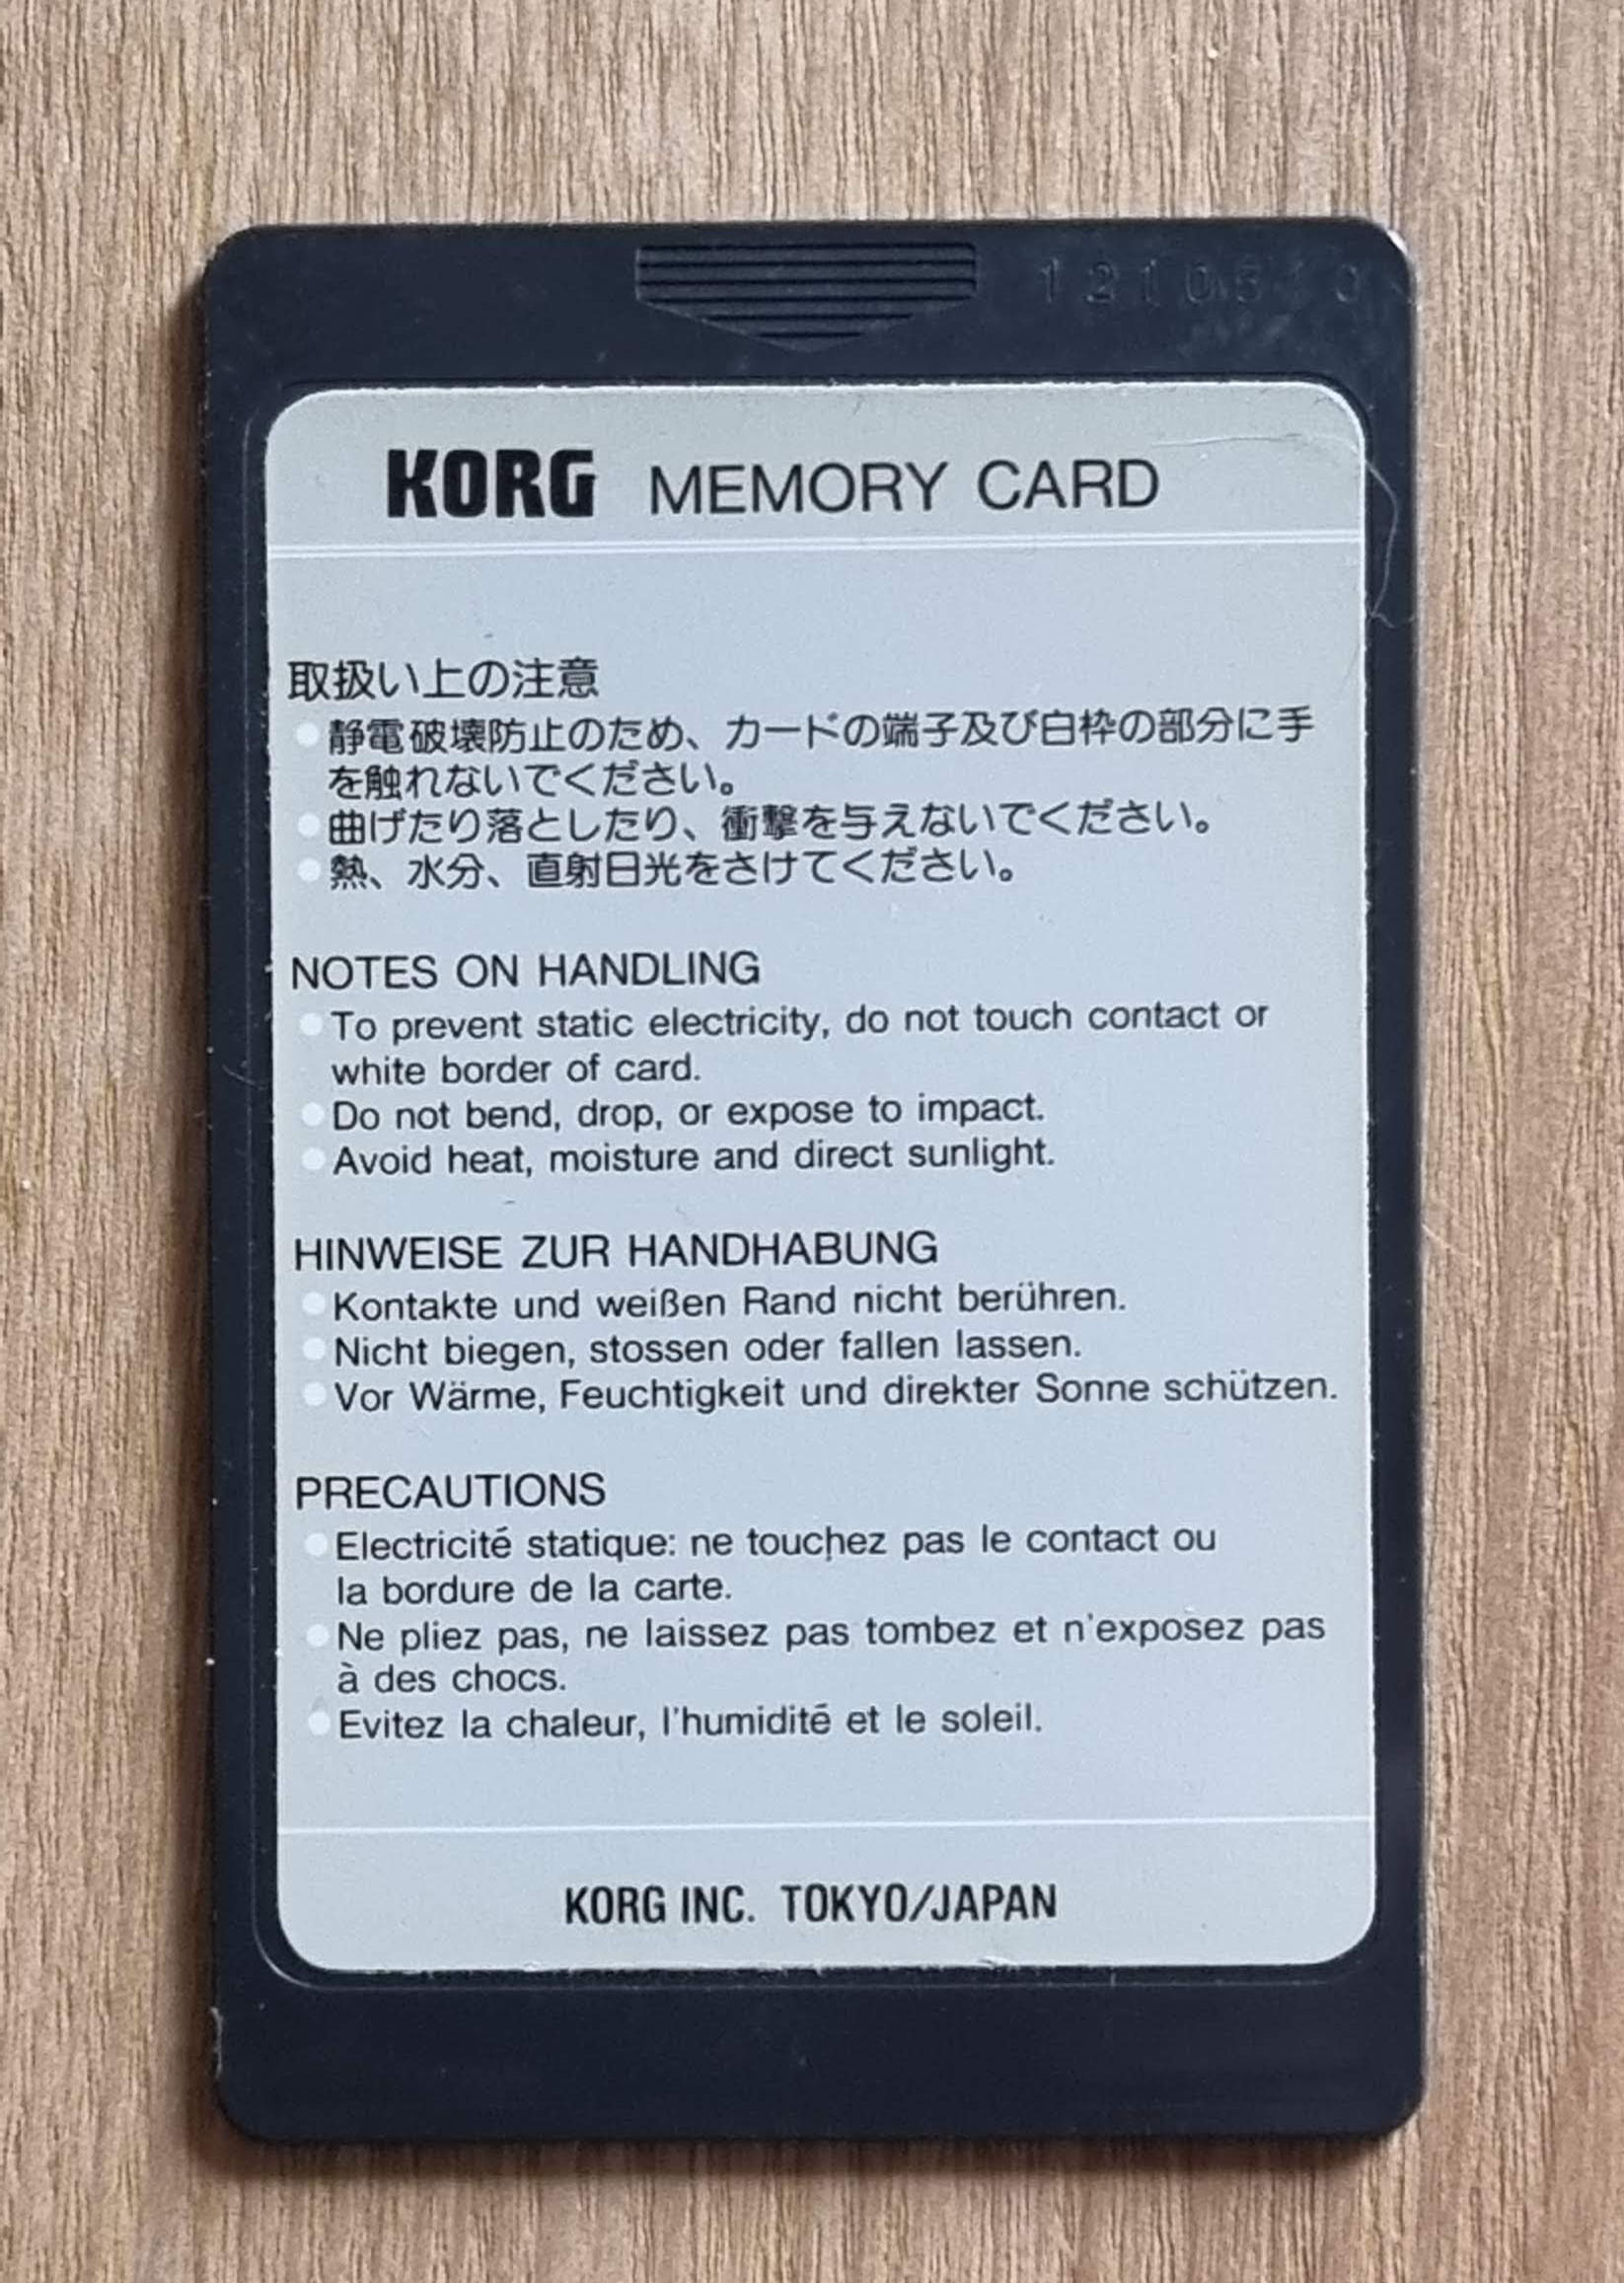 KORG MEMORY CARD
取扱い上の注意
静電破壊防止のため、カードの端子及び白枠の部分に手
を触れないでください。
曲げたり落としたり、衝撃を与えないでください。
熱、水分、直射日光をさけてください。
NOTES ON HANDLING
To prevent static electricity, do not touch contact or
white border of card.
Do not bend, drop, or expose to impact.
Avoid heat, moisture and direct sunlight.
HINWEISE ZUR HANDHABUNG
Kontakte und weißen Rand nicht berühren.
Nicht biegen, stossen oder fallen lassen.
Vor Wärme, Feuchtigkeit und direkter Sonne schützen.
PRECAUTIONS
Electricité statique: ne touchez pas le contact ou
la bordure de la carte.
Ne pliez pas, ne laissez pas tombez et n'exposez pas
à des chocs.
Evitez la chaleur, l'humidité et le soleil.
KORG INC. TOKYO/JAPAN